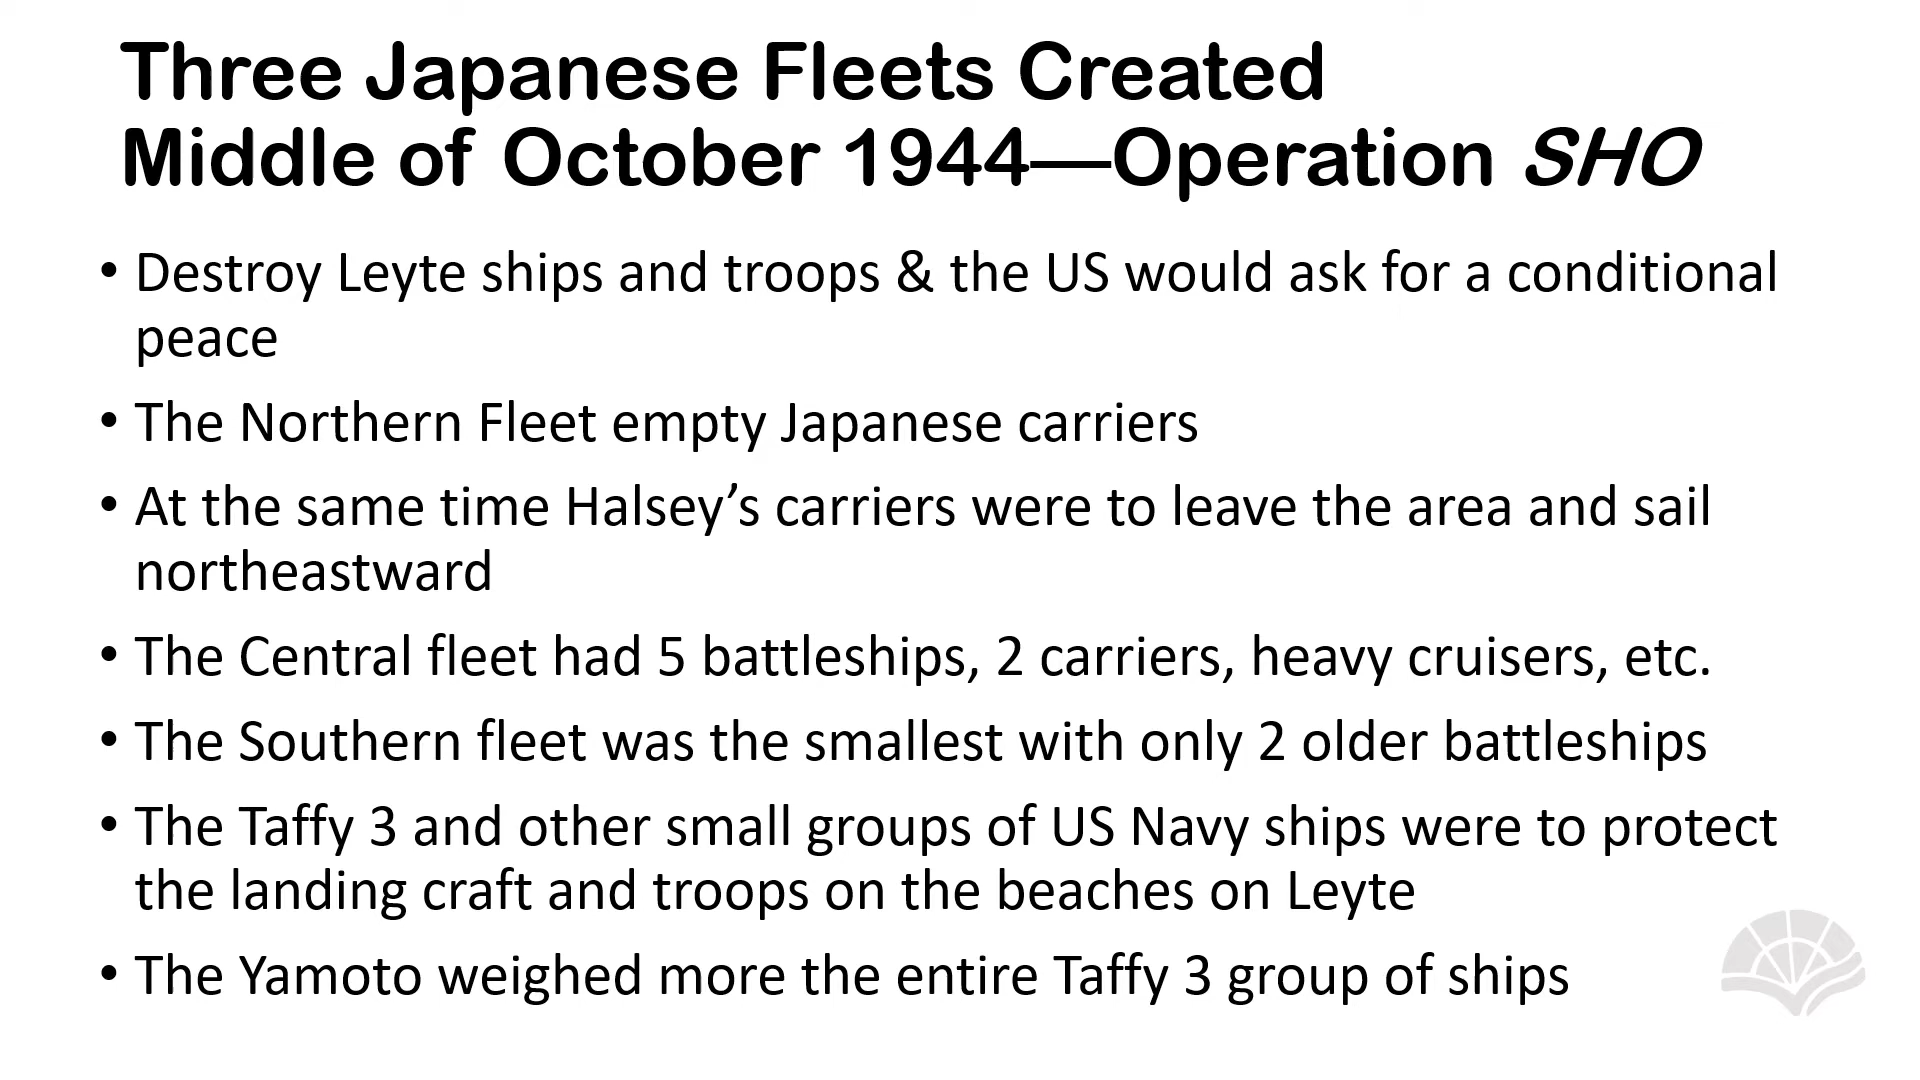 Three Japanese Fleets Created
Middle of October 1944—Operation SHO
• Destroy Leyte ships and troops & the US would ask for a conditional
peace
• The Northern Fleet empty Japanese carriers
• At the same time Halsey’s carriers were to leave the area and sail
northeastward
• The Central fleet had 5 battleships, 2 carriers, heavy cruisers, etc.
• The Southern fleet was the smallest with only 2 older battleships
• The Taffy 3 and other small groups of US Navy ships were to protect
the landing craft and troops on the beaches on Leyte
• The Yamoto weighed more the entire Taffy 3 group of ships